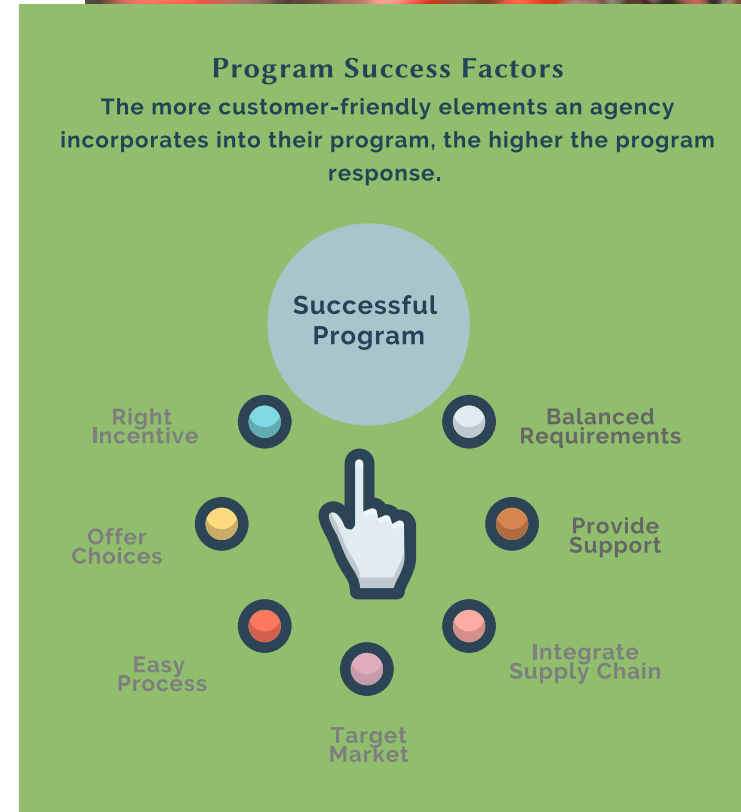 Program Success Factors
The more customer-friendly elements an agency
incorporates into their program, the higher the program
response.
Successful
Program
Right
Incentive
Balanced
Requirements
Offer
Choices
Provide
Support
Easy
Process
Integrate
Supply Chain
Target
Market